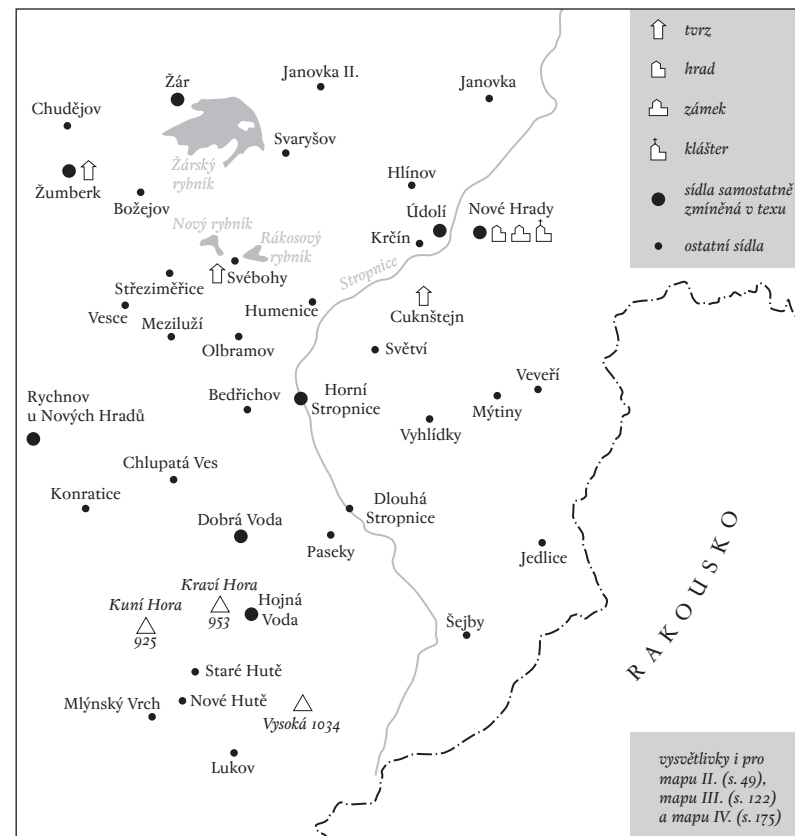 tvrz
hrad
zámek
klášter
sídla samostatně
zmíněná v texu
ostatní sídla
Žár
Janovka II.
Janovka
Chudějov
Svaryšov
Žárský
rybník
Žumberk
Božejov
Hlínov
Údolí
Nové Hrady
Krčín
Nový rybník
Rákosový
rybník
Stropnice
Svébohy
Střeziměřice
Vesce
Meziluží
Humenice
Olbramov
Cuknštejn
Světví
Veveří
Mýtiny
Vyhlídky
Bedřichov
Horní
Stropnice
Rychnov
u Nových Hradů
Chlupatá Ves
Konratice
Dlouhá
Stropnice
Dobrá Voda
Paseky
Jedlice
RAKOUSKO
Kuní Hora
925
Kraví Hora
953
Hojná
Voda
Šejby
Staré Hutě
Nové Hutě
Mlýnský Vrch
Vysoká 1034
Lukov
vysvětlivky i pro
mapu II. (s. 49),
mapu III. (s. 122)
a mapu IV. (s. 175)